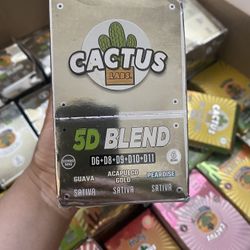 CACTUS
LABS.
5D BLEND
D6+D8+D9+D10+D11
GUAVA ACAPULCO GOLD PEARDISE
SATIVA SATIVA SATIVA